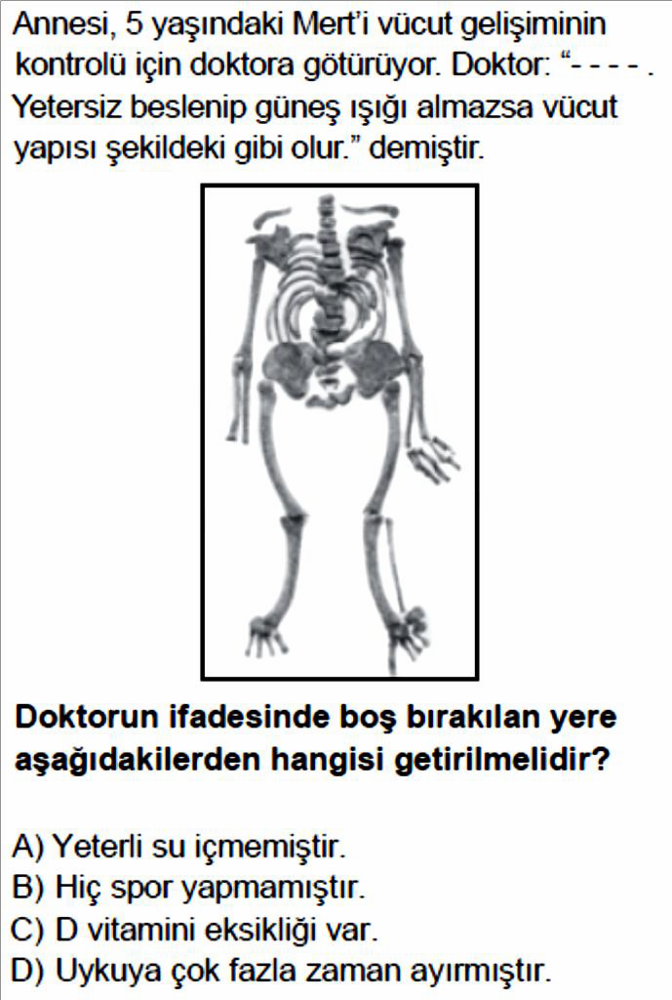 Annesi, 5 yaşındaki Mert’i vücut gelişiminin
kontrolü için doktora götürüyor. Doktor: “- - - - .
Yetersiz beslenip güneş ışığı almazsa vücut
yapısı şekildeki gibi olur.” demiştir.
Doktorun ifadesinde boş bırakılan yere
aşağıdakilerden hangisi getirilmelidir?
A) Yeterli su içmemiştir.
B) Hiç spor yapmamıştır.
C) D vitamini eksikliği var.
D) Uykuya çok fazla zaman ayırmıştır.